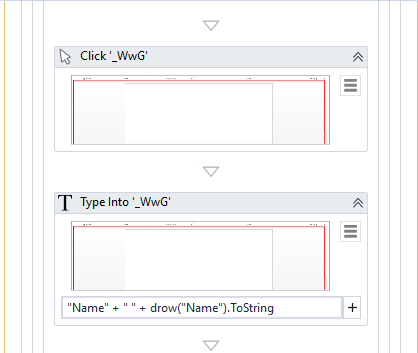 Click '_WwG'
T Type Into '_WwG'
"Name" + " " + drow("Name").ToString +